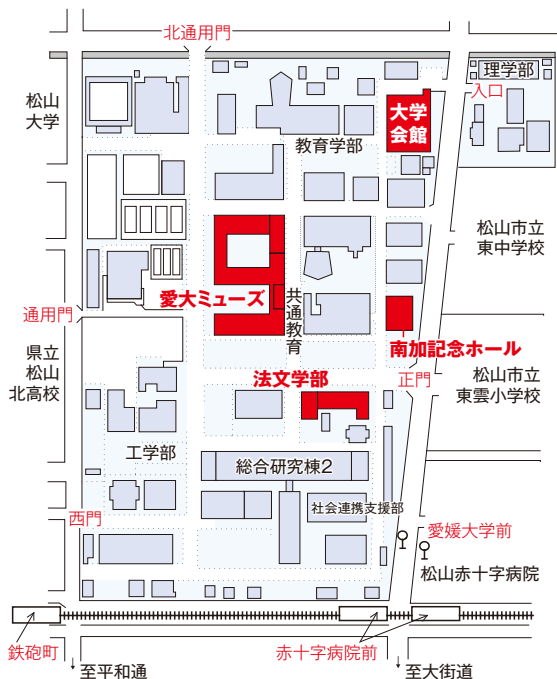 北通用門
松山
大学
理学部
入口
大学
会館
教育学部
松山市立
東中学校
愛大ミューズ
共通教育
通用門
南加記念ホール
県立
松山
北高校
法文学部
正門
松山市立
東雲小学校
工学部
総合研究棟2
社会連携支援部
西門
愛媛大学前
松山赤十字病院
鉄砲町
至平和通
赤十字病院前
至大街道